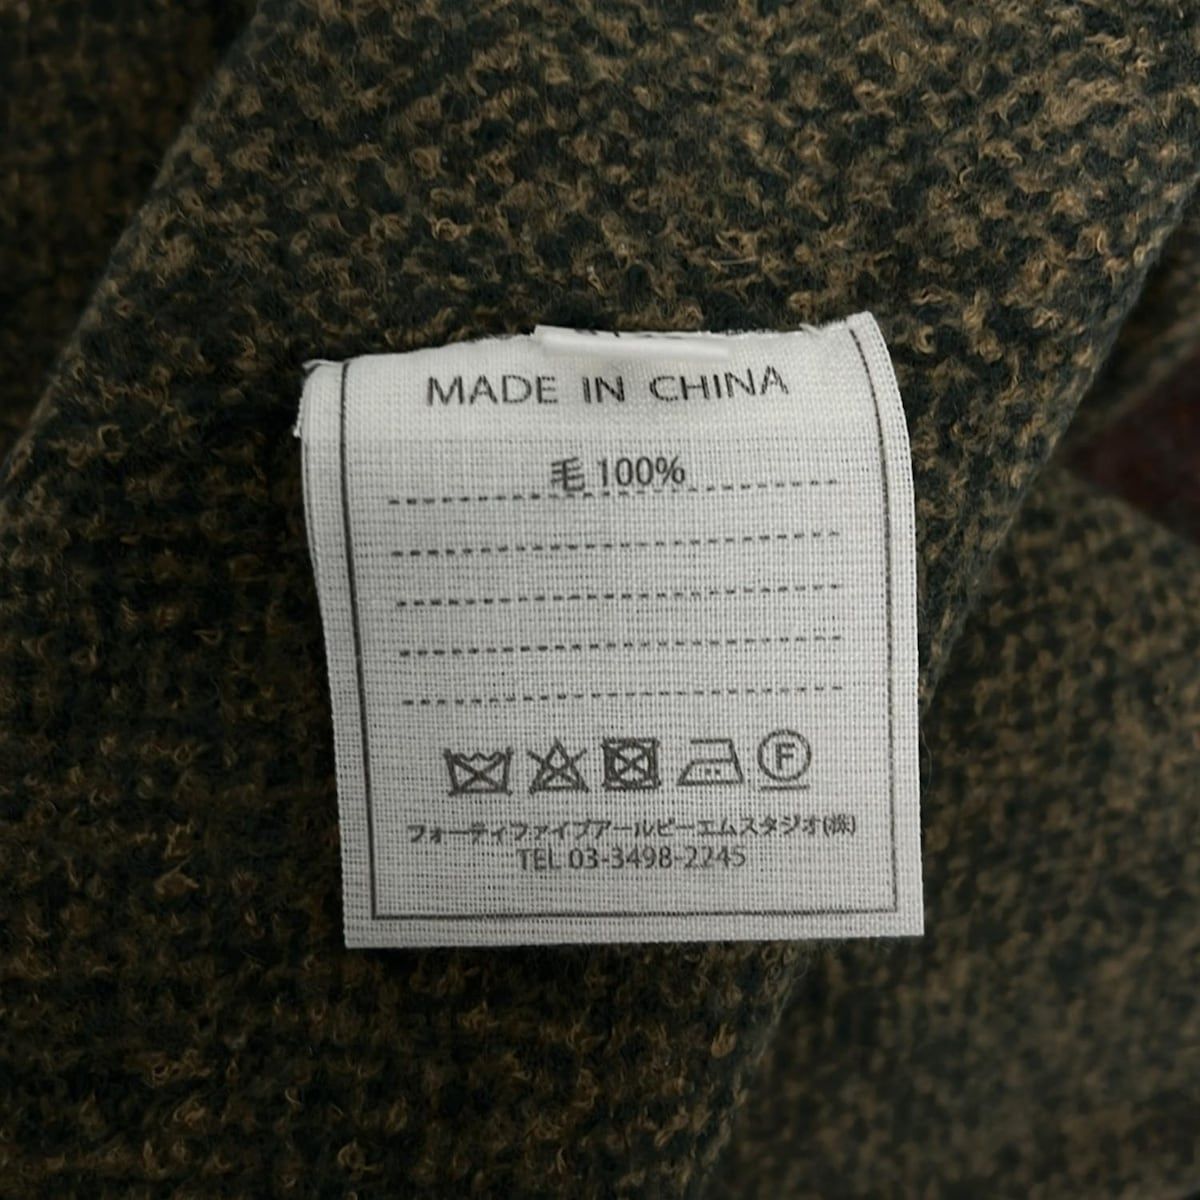 MADE IN CHINA
毛 100%
F
フォーティファイブアールピーエムスタジオ(株)
TEL 03-3498-2245